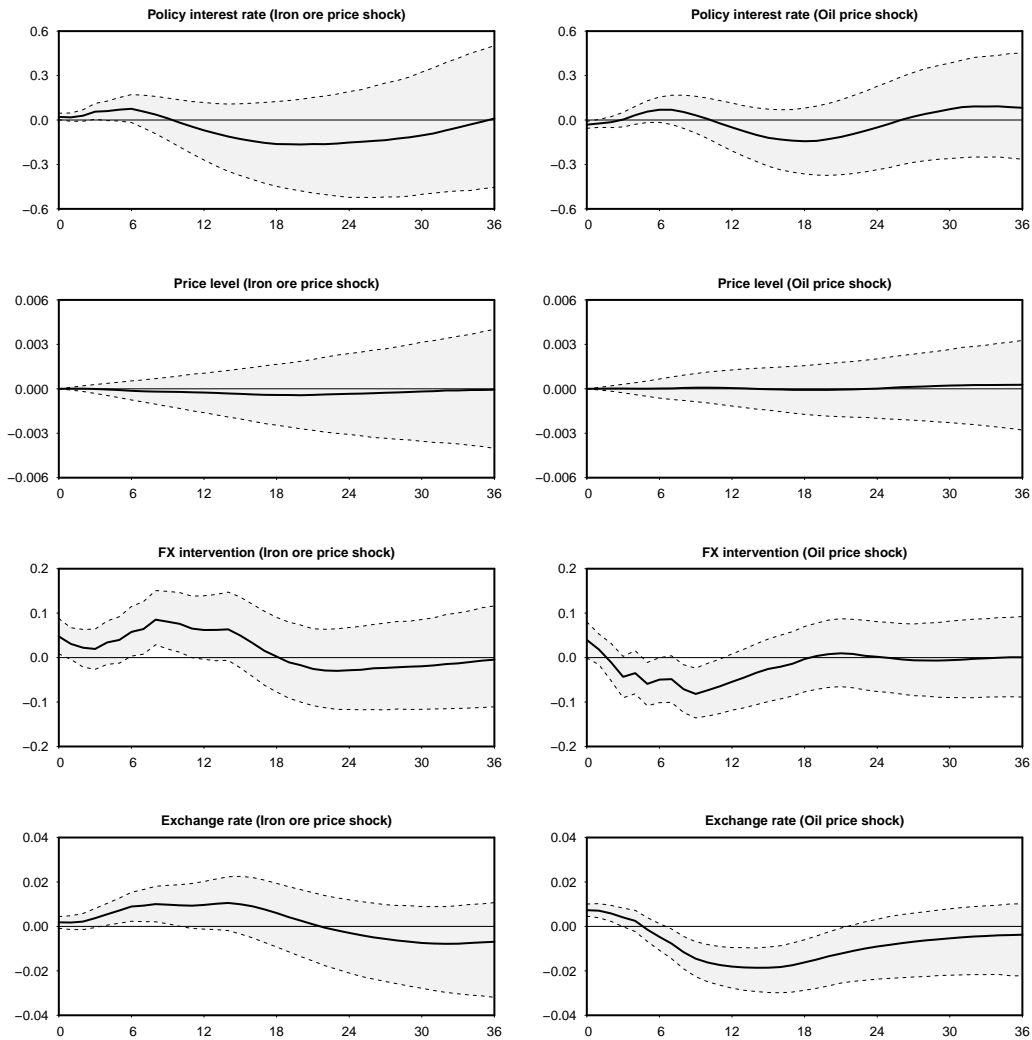 Policy interest rate (Iron ore price shock)
0.6
0.3
0.0
−0.3
−0.6
0 6 12 18 24 30 36
Policy interest rate (Oil price shock)
0.6
0.3
0.0
−0.3
−0.6
0 6 12 18 24 30 36
Price level (Iron ore price shock)
0.006
0.003
0.000
−0.003
−0.006
0 6 12 18 24 30 36
Price level (Oil price shock)
0.006
0.003
0.000
−0.003
−0.006
0 6 12 18 24 30 36
FX intervention (Iron ore price shock)
0.2
0.1
0.0
−0.1
−0.2
0 6 12 18 24 30 36
FX intervention (Oil price shock)
0.2
0.1
0.0
−0.1
−0.2
0 6 12 18 24 30 36
Exchange rate (Iron ore price shock)
0.04
0.02
0.00
−0.02
−0.04
0 6 12 18 24 30 36
Exchange rate (Oil price shock)
0.04
0.02
0.00
−0.02
−0.04
0 6 12 18 24 30 36